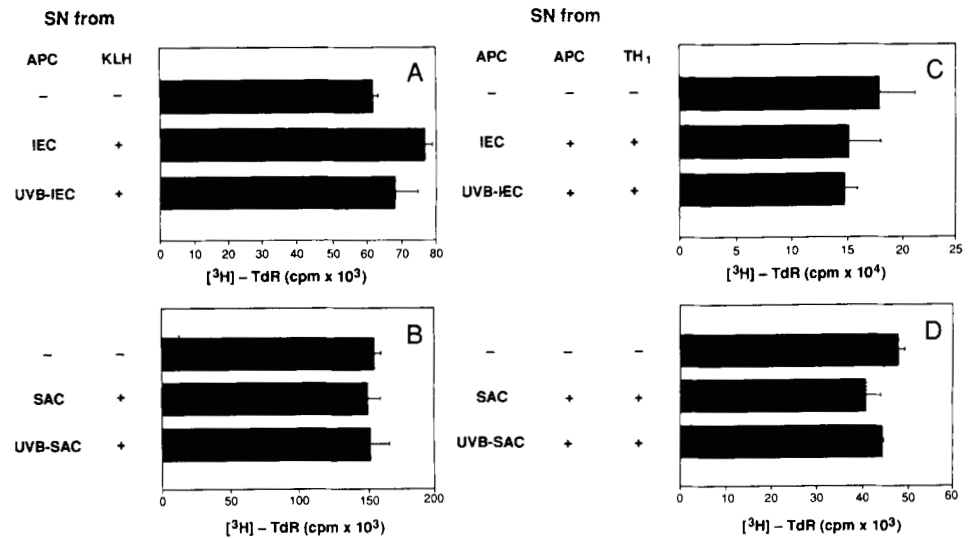 SN from
APC KLH
A
– –
IEC +
UVB-IEC +
0 10 20 30 40 50 60 70 80
[³H] – TdR (cpm x 10³)
B
– –
SAC +
UVB-SAC +
0 50 100 150 200
[³H] – TdR (cpm x 10³)
SN from
APC APC TH₁
C
– – –
IEC + +
UVB-IEC + +
0 5 10 15 20 25
[³H] – TdR (cpm x 10⁴)
D
– – –
SAC + +
UVB-SAC + +
0 10 20 30 40 50 60
[³H] – TdR (cpm x 10³)